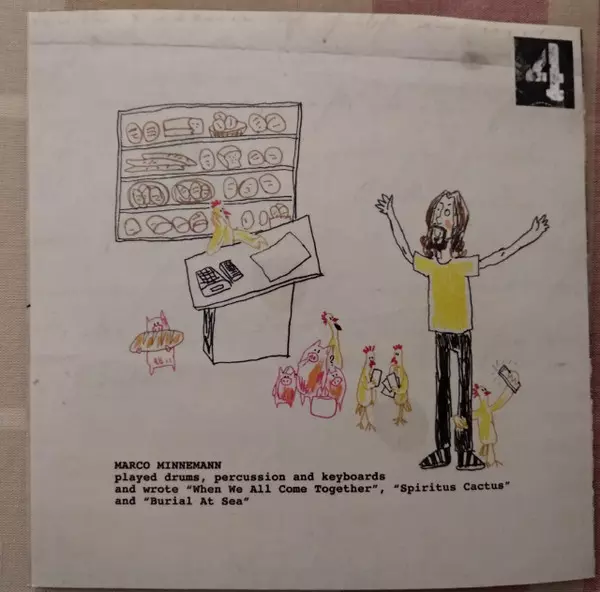 4
MARCO MINNEMANN
played drums, percussion and keyboards
and wrote "When We All Come Together", "Spiritus Cactus"
and "Burial At Sea"